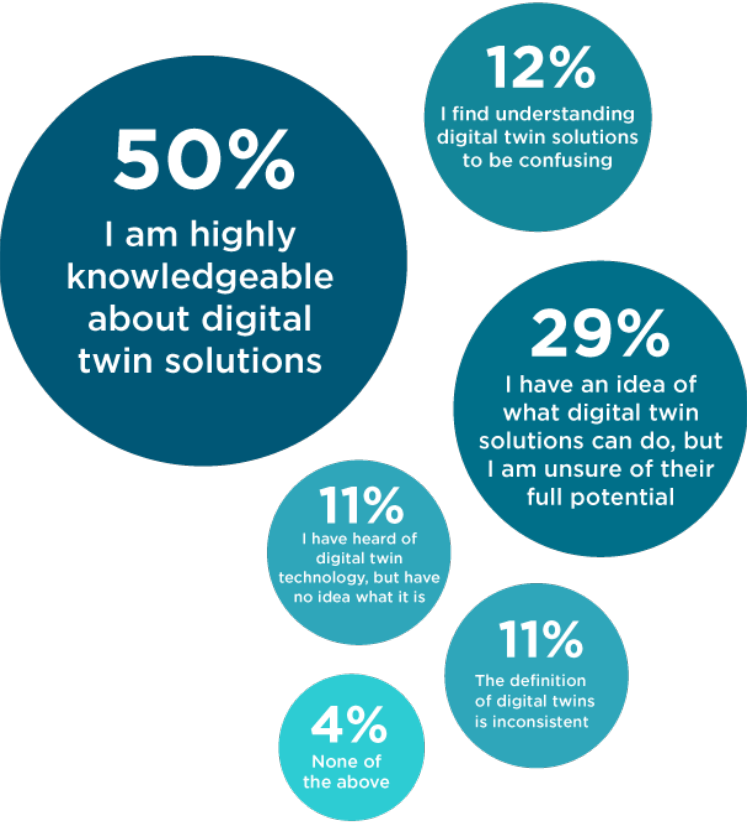 50%
I am highly
knowledgeable
about digital
twin solutions
12%
I find understanding
digital twin solutions
to be confusing
29%
I have an idea of
what digital twin
solutions can do, but
I am unsure of their
full potential
11%
I have heard of
digital twin
technology, but have
no idea what it is
11%
The definition
of digital twins
is inconsistent
4%
None of
the above